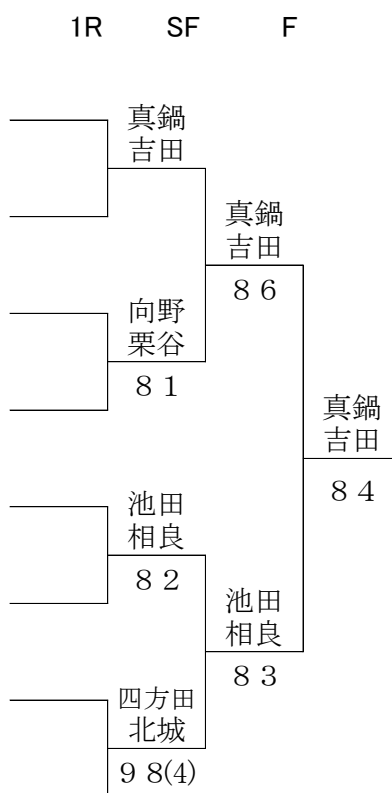 1R SF F
真鍋
吉田
真鍋
吉田
８６
向野
栗谷
８１
真鍋
吉田
８４
池田
相良
８２
池田
相良
８３
四方田
北城
９８(4)